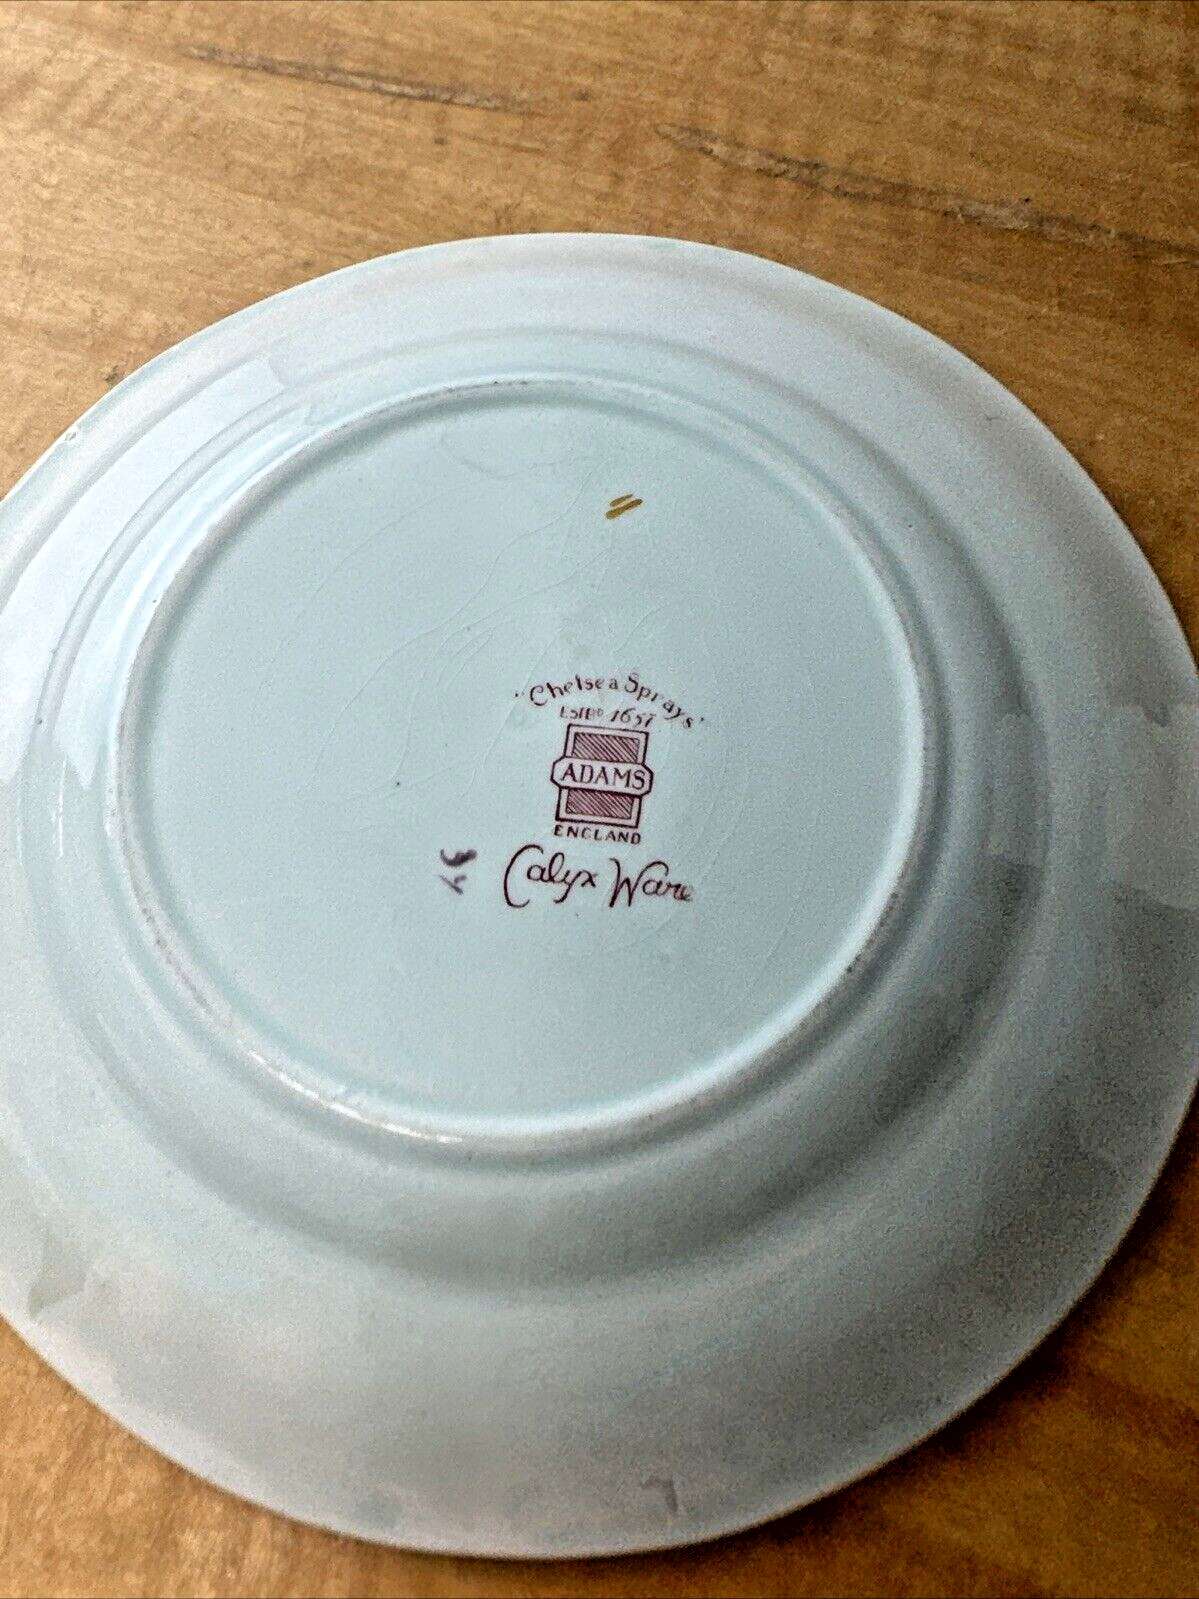 "Chelsea Sprays"
ESTBD 1657
ADAMS
ENGLAND
Calyx Ware